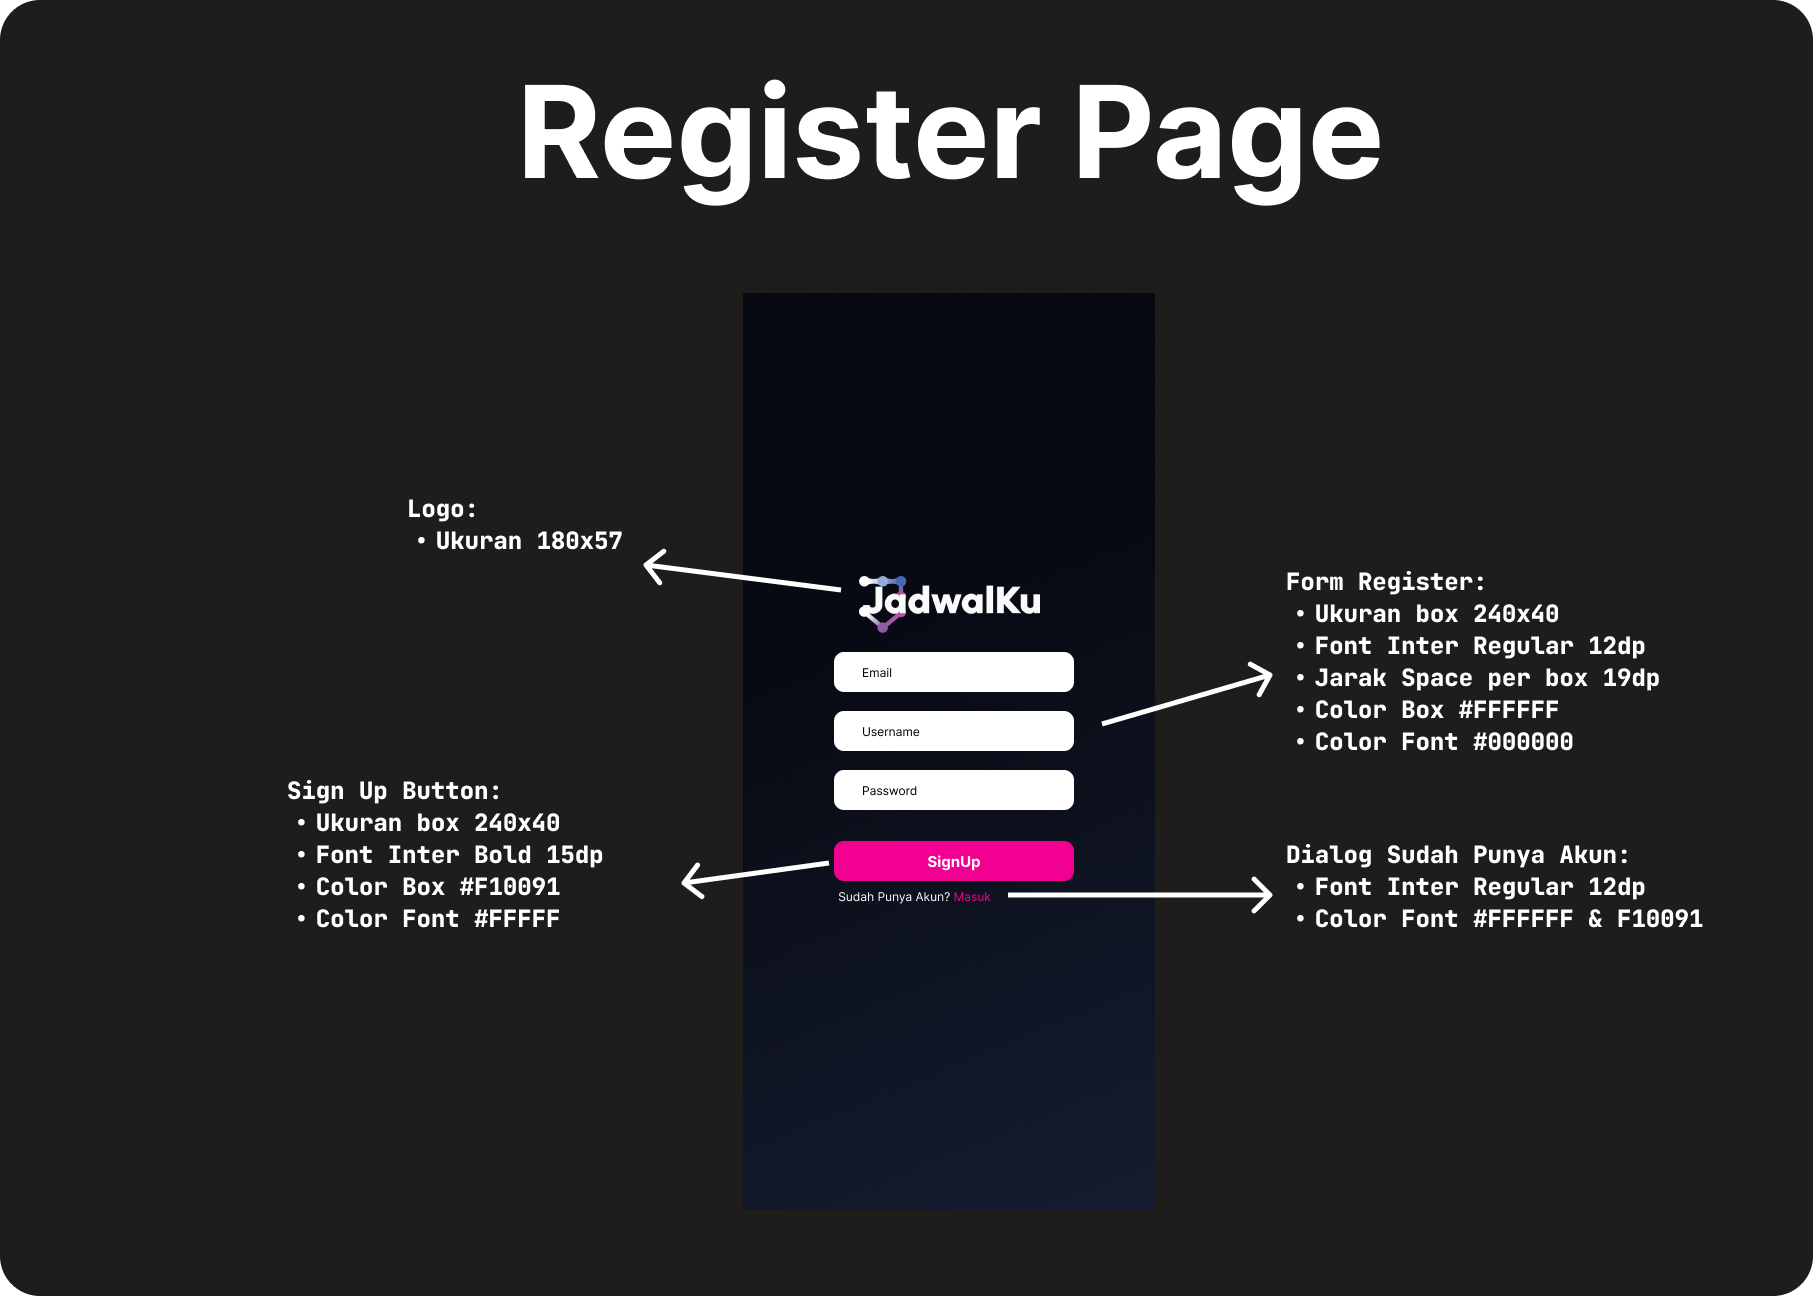 Register Page
Logo:
• Ukuran 180x57
JadwalKu
Email
Username
Password
SignUp
Sudah Punya Akun? Masuk
Form Register:
• Ukuran box 240x40
• Font Inter Regular 12dp
• Jarak Space per box 19dp
• Color Box #FFFFFF
• Color Font #000000
Sign Up Button:
• Ukuran box 240x40
• Font Inter Bold 15dp
• Color Box #F10091
• Color Font #FFFFF
Dialog Sudah Punya Akun:
• Font Inter Regular 12dp
• Color Font #FFFFFF & F10091